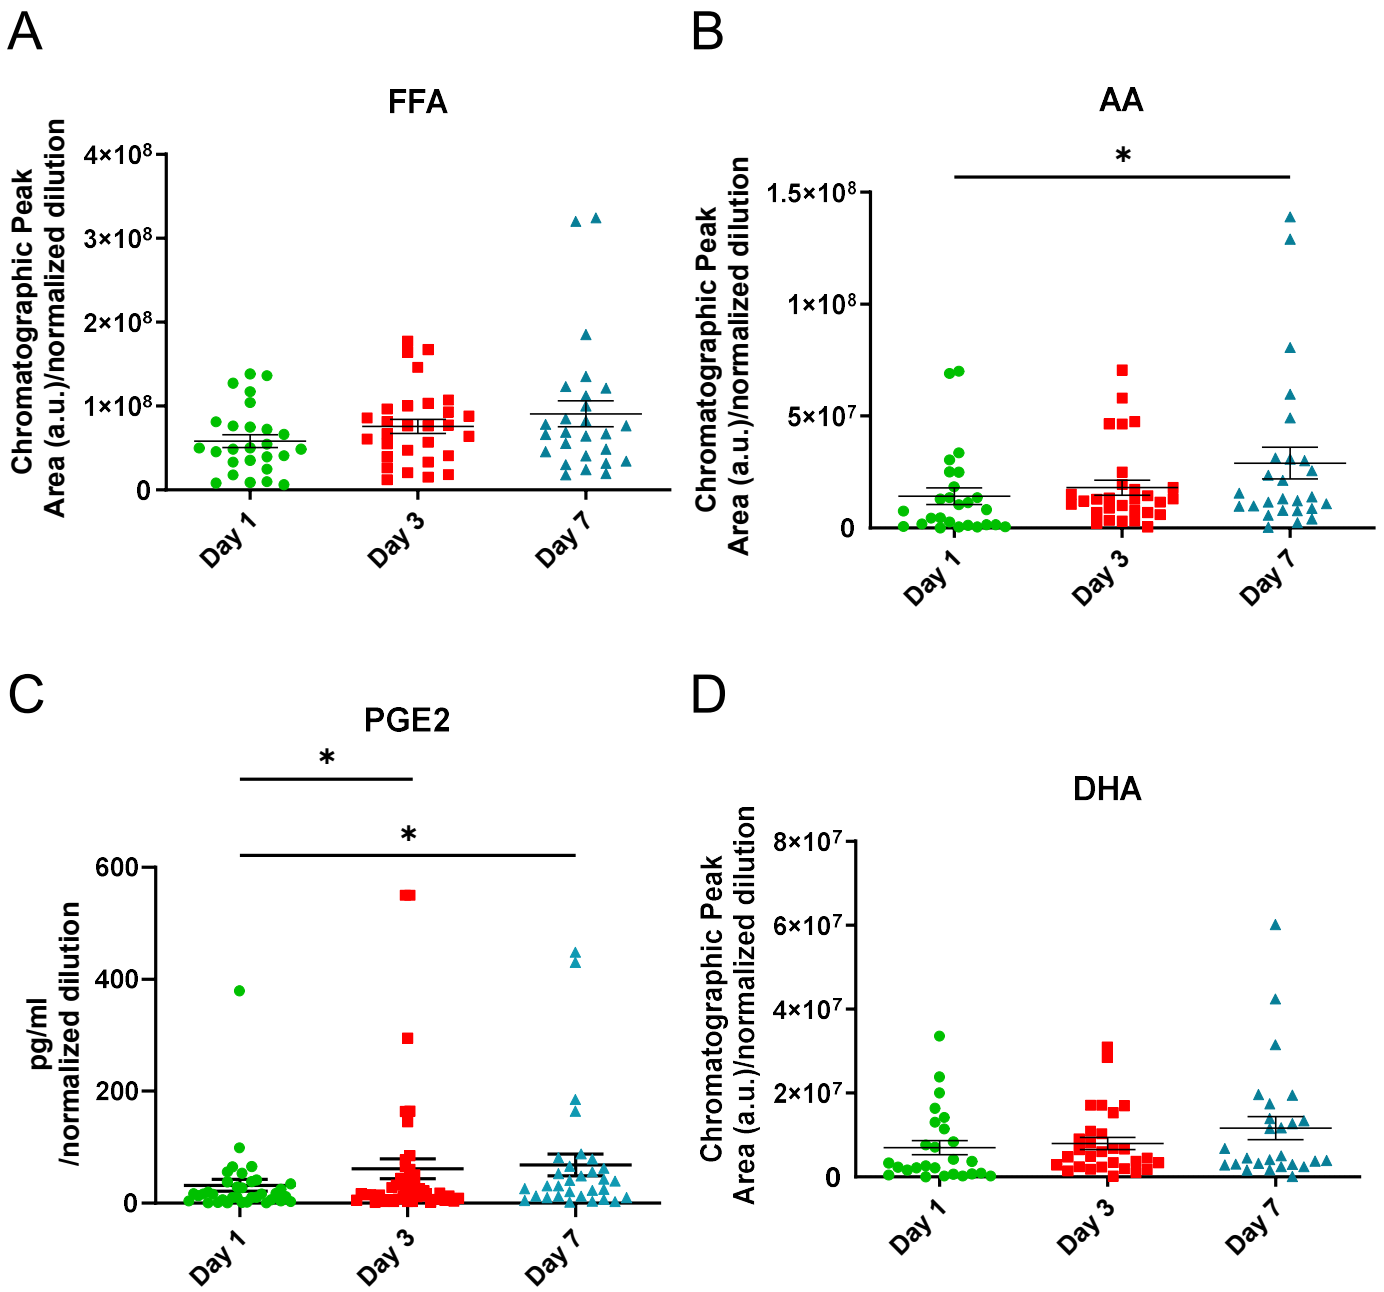 A
FFA
Chromatographic Peak
Area (a.u.)/normalized dilution
4×10⁸
3×10⁸
2×10⁸
1×10⁸
0
Day 1
Day 3
Day 7
B
AA
*
Chromatographic Peak
Area (a.u.)/normalized dilution
1.5×10⁸
1×10⁸
5×10⁷
0
Day 1
Day 3
Day 7
C
PGE2
*
*
pg/ml
/normalized dilution
600
400
200
0
Day 1
Day 3
Day 7
D
DHA
Chromatographic Peak
Area (a.u.)/normalized dilution
8×10⁷
6×10⁷
4×10⁷
2×10⁷
0
Day 1
Day 3
Day 7